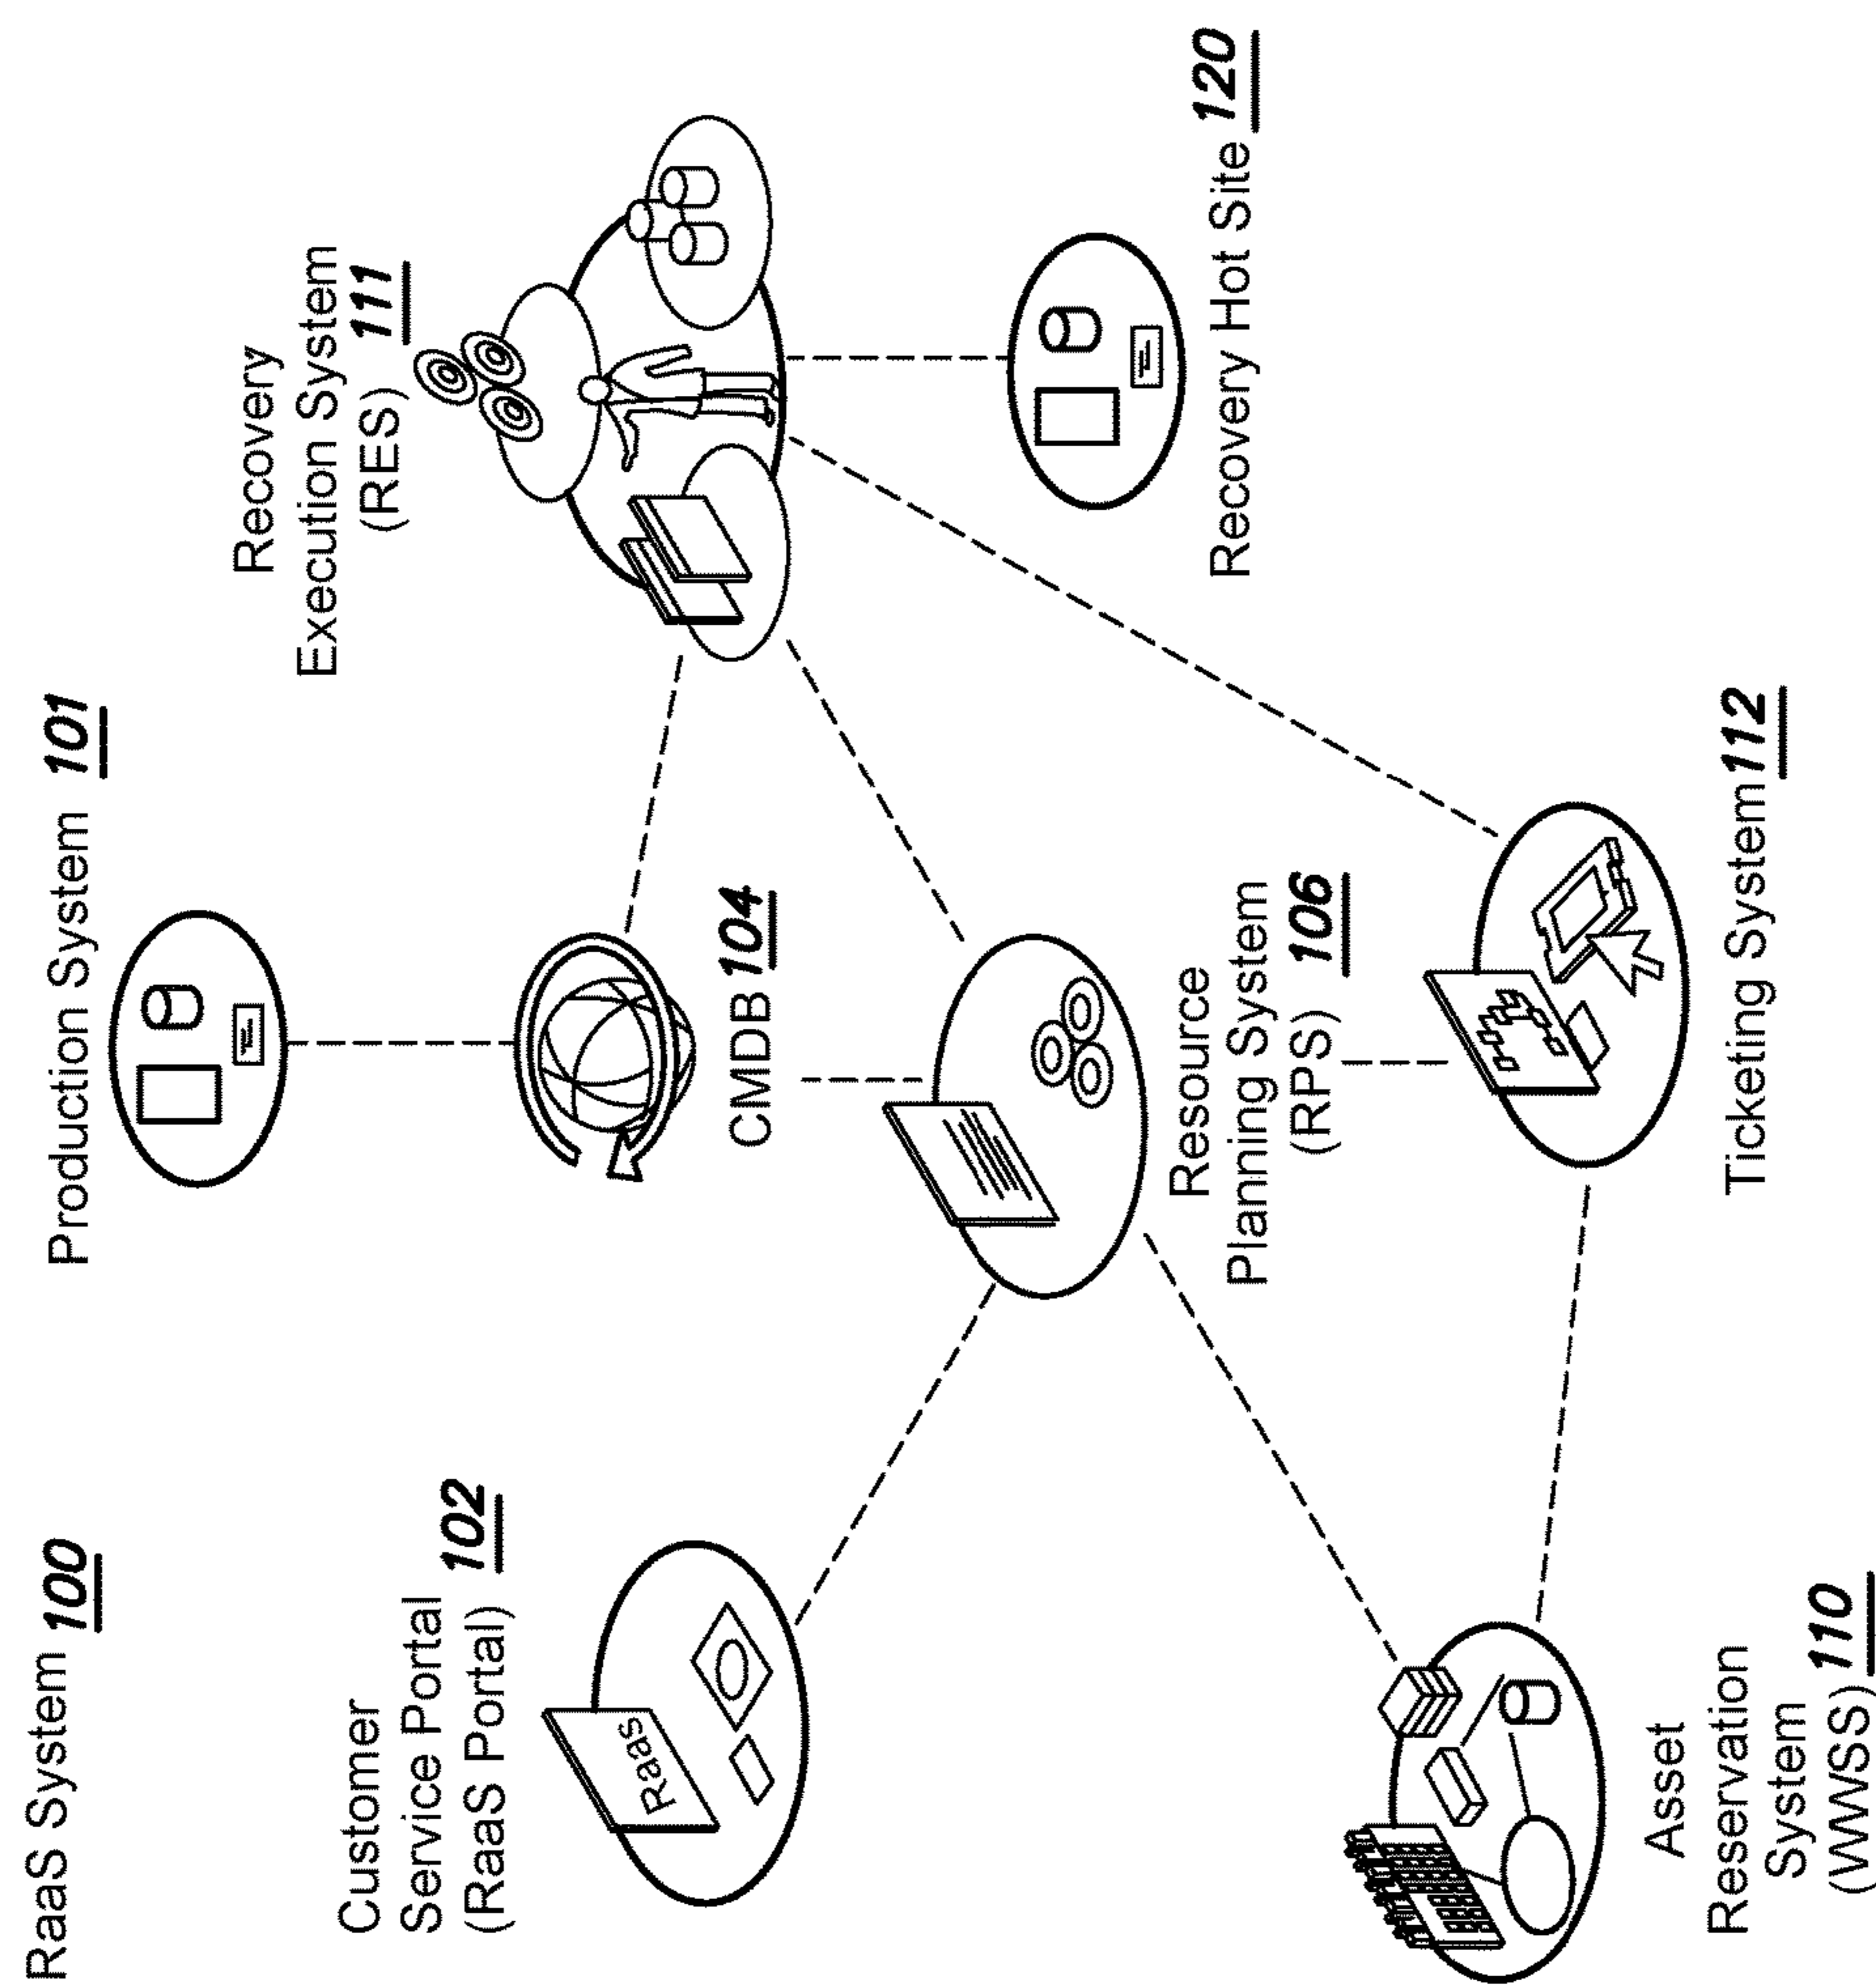 RaaS System 100
Production System 101
Recovery
Execution System
(RES) 111
Customer
Service Portal
(RaaS Portal) 102
Raas
CMDB 104
Resource
Planning System
(RPS) 106
Recovery Hot Site 120
Asset
Reservation
System
(WWSS) 110
Ticketing System 112